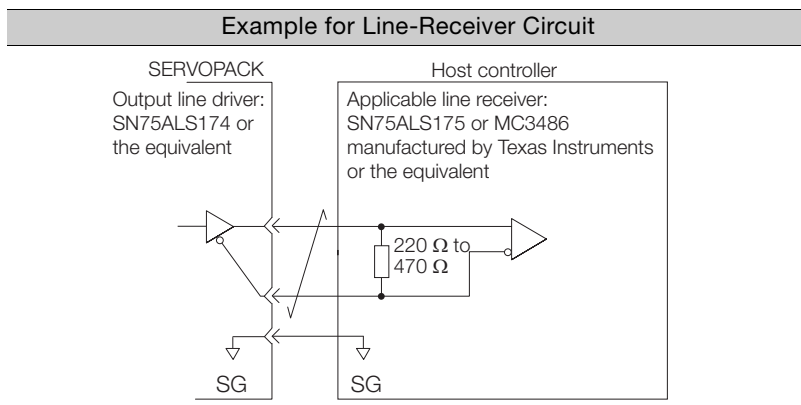 Example for Line-Receiver Circuit
SERVOPACK
Host controller
Output line driver:
SN75ALS174 or
the equivalent
Applicable line receiver:
SN75ALS175 or MC3486
manufactured by Texas Instruments
or the equivalent
220 Ω to
470 Ω
SG
SG